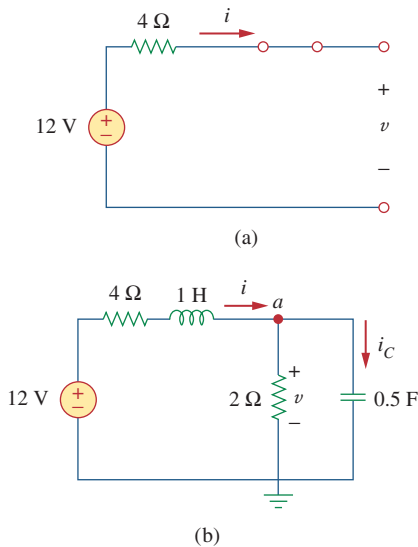 4 Ω
i
12 V
+
−
+
v
−
(a)
4 Ω
1 H
i
a
i_C
12 V
+
−
2 Ω
+
v
−
0.5 F
(b)